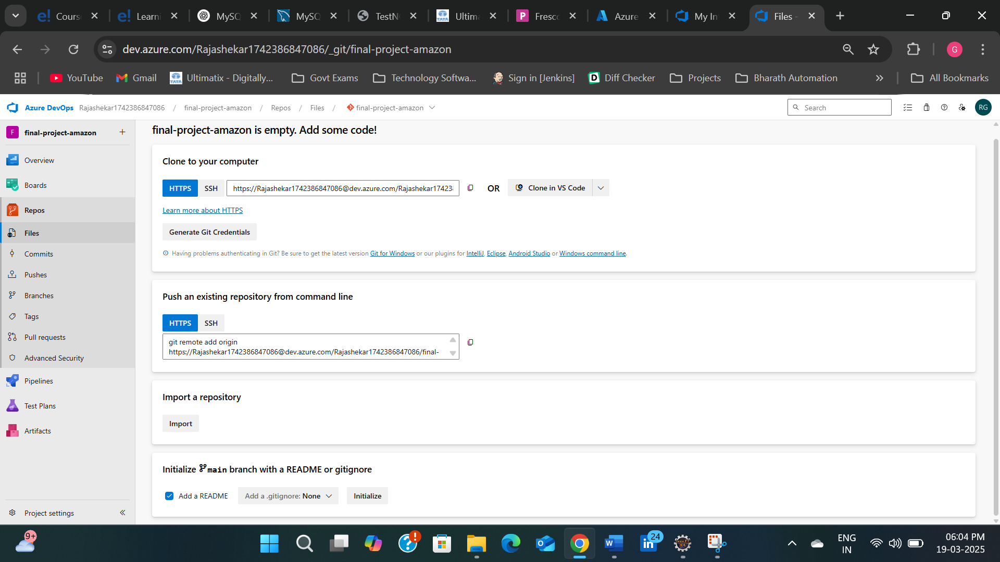 Cours
Learni
MySQ
MySQ
TestN
Ultima
Fresco
Azure
My In
Files -
dev.azure.com/Rajashekar1742386847086/_git/final-project-amazon
G
YouTube
Gmail
Ultimatix - Digitally...
Govt Exams
Technology Softwa...
Sign in [Jenkins]
Diff Checker
Projects
Bharath Automation
All Bookmarks
Azure DevOps Rajashekar1742386847086 / final-project-amazon / Repos / Files / final-project-amazon
Search
RG
F final-project-amazon
Overview
Boards
Repos
Files
Commits
Pushes
Branches
Tags
Pull requests
Advanced Security
Pipelines
Test Plans
Artifacts
Project settings
final-project-amazon is empty. Add some code!
Clone to your computer
HTTPS SSH https://Rajashekar1742386847086@dev.azure.com/Rajashekar17423 OR Clone in VS Code
Learn more about HTTPS
Generate Git Credentials
Having problems authenticating in Git? Be sure to get the latest version Git for Windows or our plugins for IntelliJ, Eclipse, Android Studio or Windows command line.
Push an existing repository from command line
HTTPS SSH
git remote add origin
https://Rajashekar1742386847086@dev.azure.com/Rajashekar1742386847086/final-
Import a repository
Import
Initialize main branch with a README or gitignore
Add a README Add a .gitignore: None Initialize
9+
24
ENG
IN
06:04 PM
19-03-2025